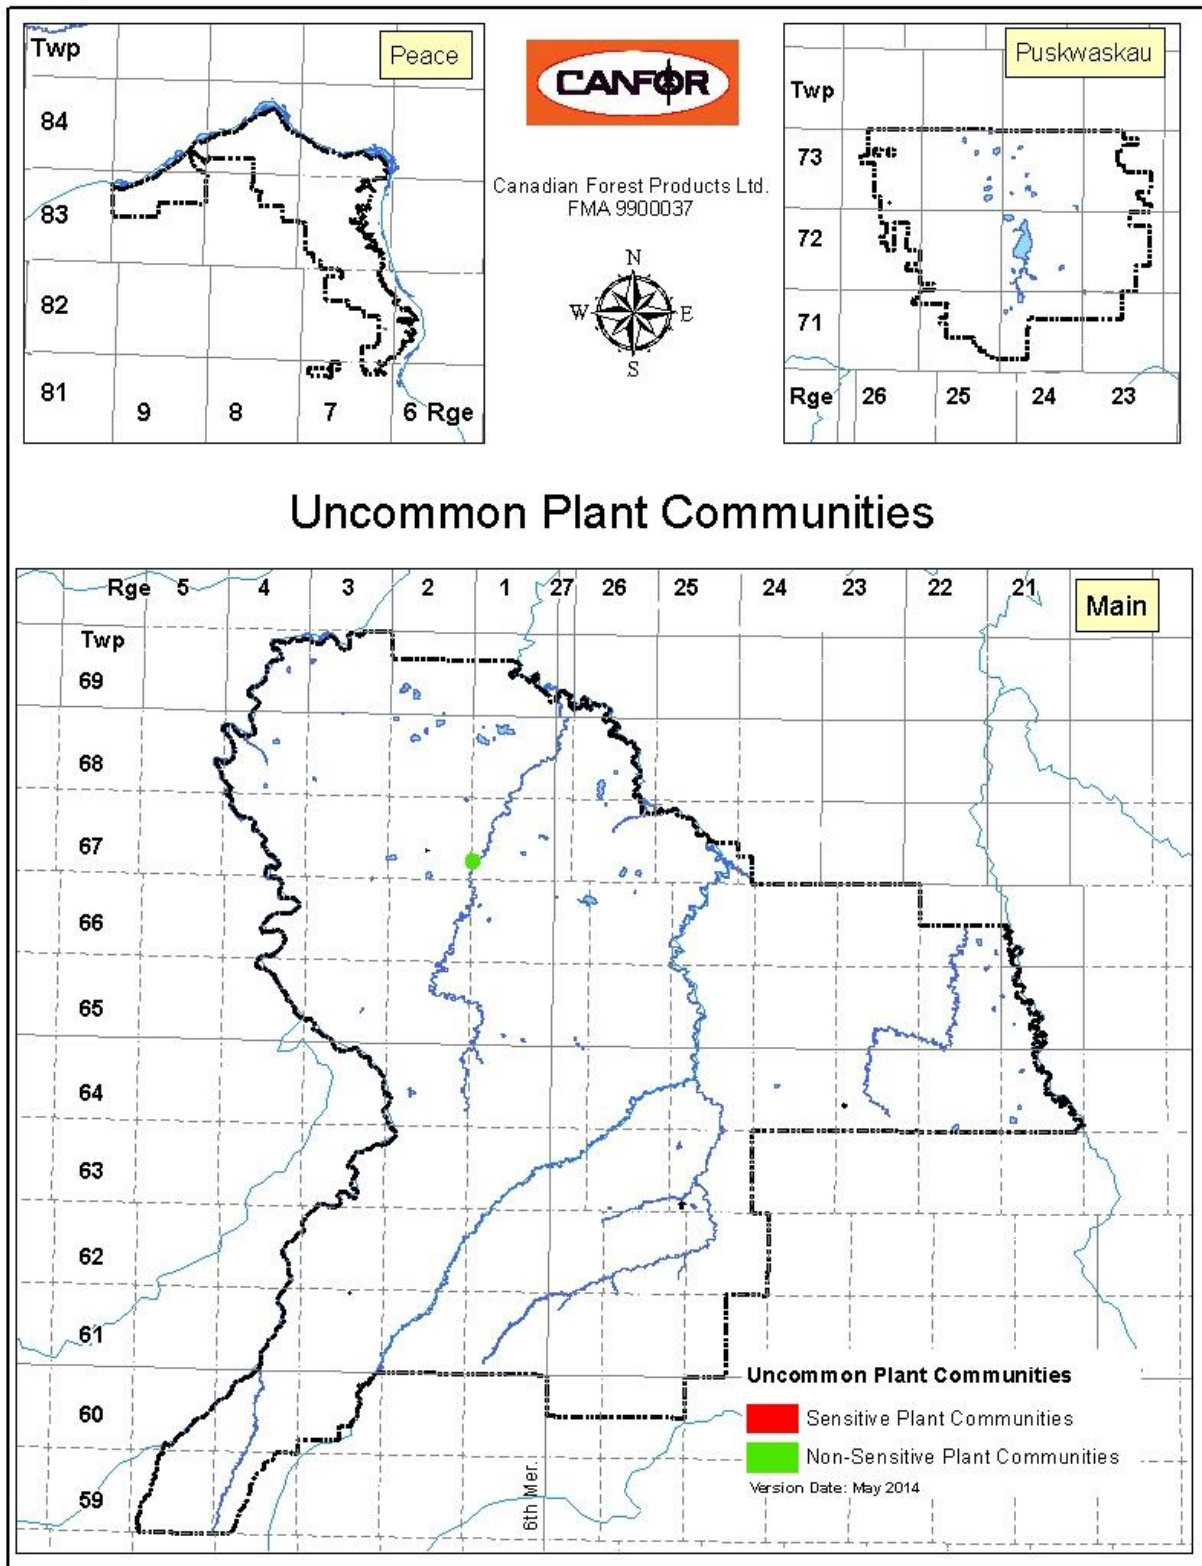 Twp
Peace
84
83
82
81
9 8 7 6 Rge
CANFOR
Canadian Forest Products Ltd.
FMA 9900037
N
W E
S
Puskwaskau
Twp
73
72
71
Rge 26 25 24 23
Uncommon Plant Communities
Rge 5 4 3 2 1 27 26 25 24 23 22 21
Main
Twp
69
68
67
66
65
64
63
62
61
60
59
6th Mer.
Uncommon Plant Communities
Sensitive Plant Communities
Non-Sensitive Plant Communities
Version Date: May 2014